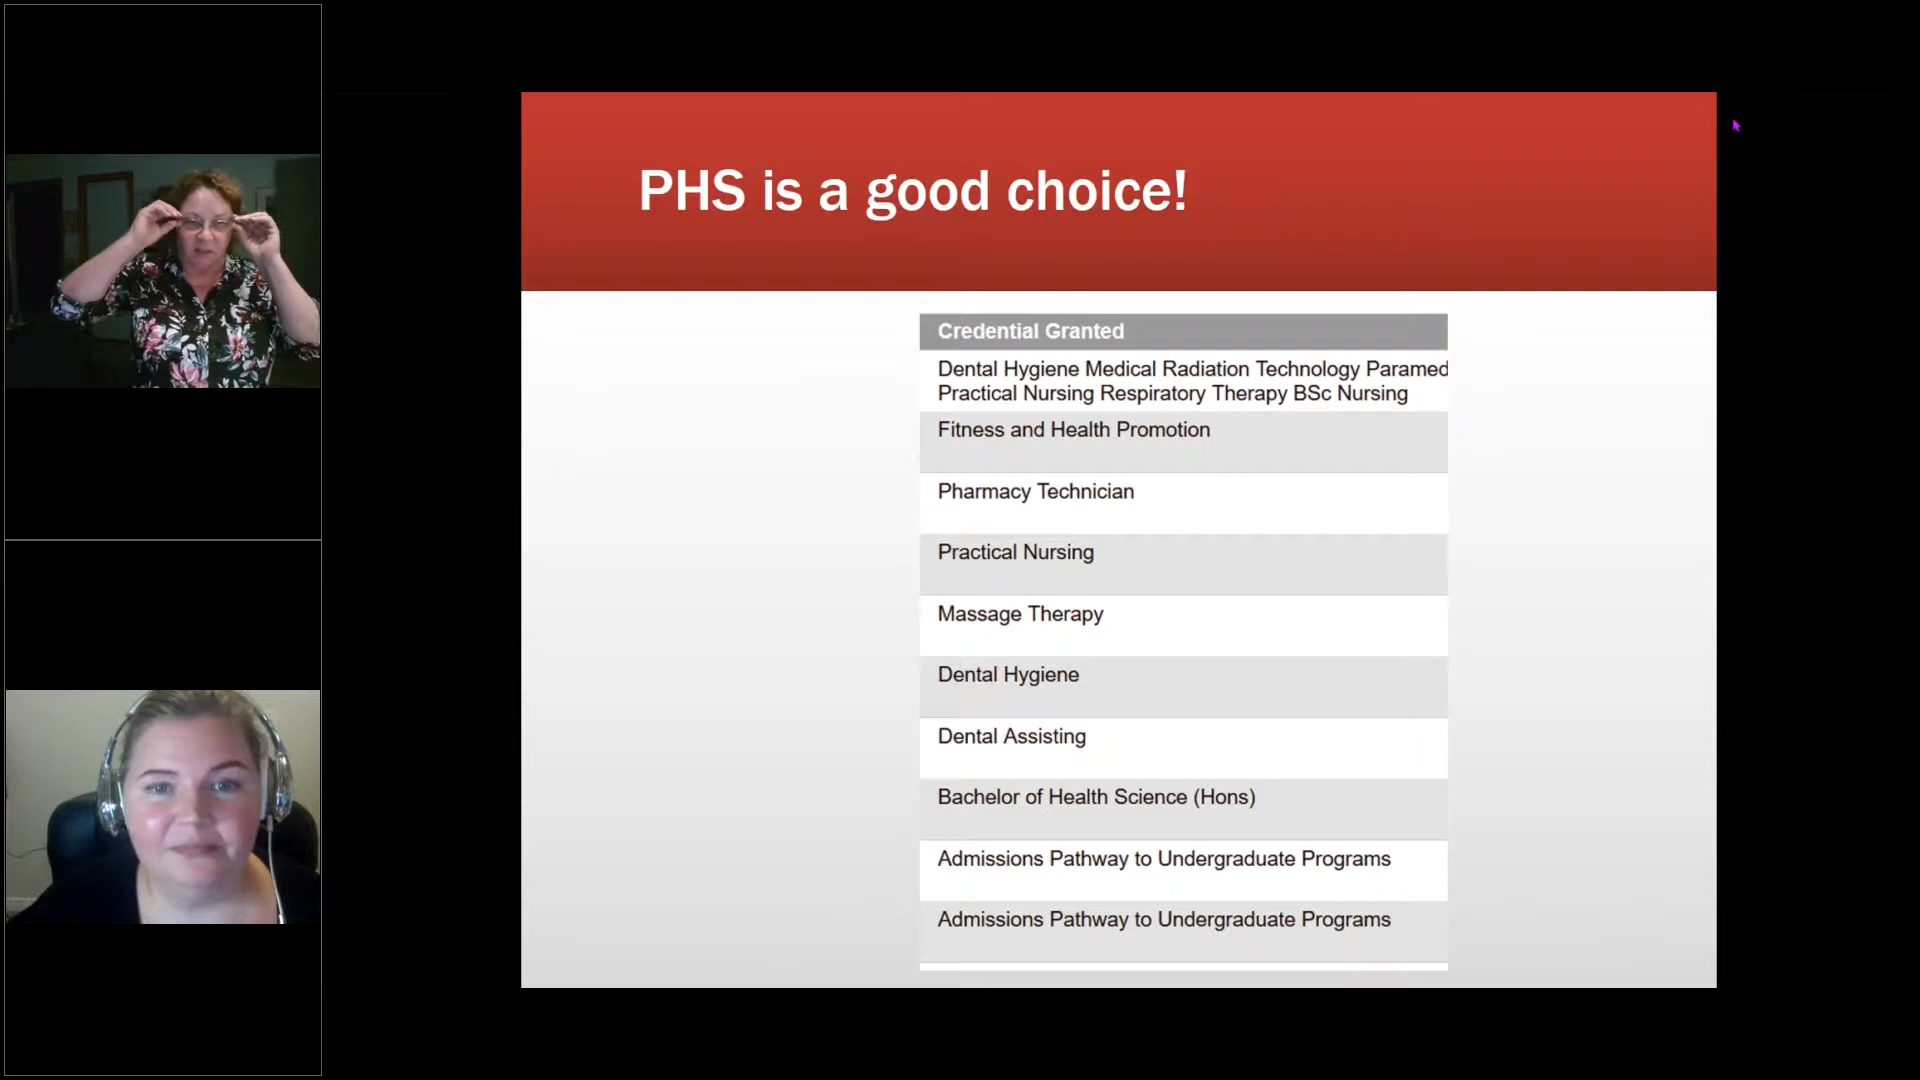 PHS is a good choice!
Credential Granted
Dental Hygiene Medical Radiation Technology Paramed
Practical Nursing Respiratory Therapy BSc Nursing
Fitness and Health Promotion
Pharmacy Technician
Practical Nursing
Massage Therapy
Dental Hygiene
Dental Assisting
Bachelor of Health Science (Hons)
Admissions Pathway to Undergraduate Programs
Admissions Pathway to Undergraduate Programs